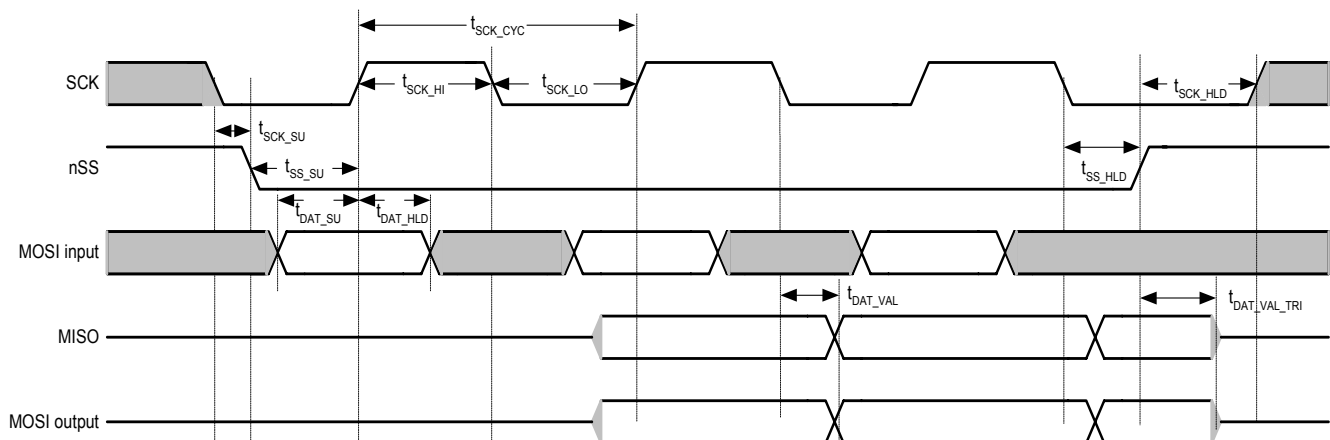 tSCK_CYC
SCK
tSCK_HI
tSCK_LO
tSCK_HLD
tSCK_SU
nSS
tSS_SU
tSS_HLD
tDAT_SU
tDAT_HLD
MOSI input
tDAT_VAL
tDAT_VAL_TRI
MISO
MOSI output